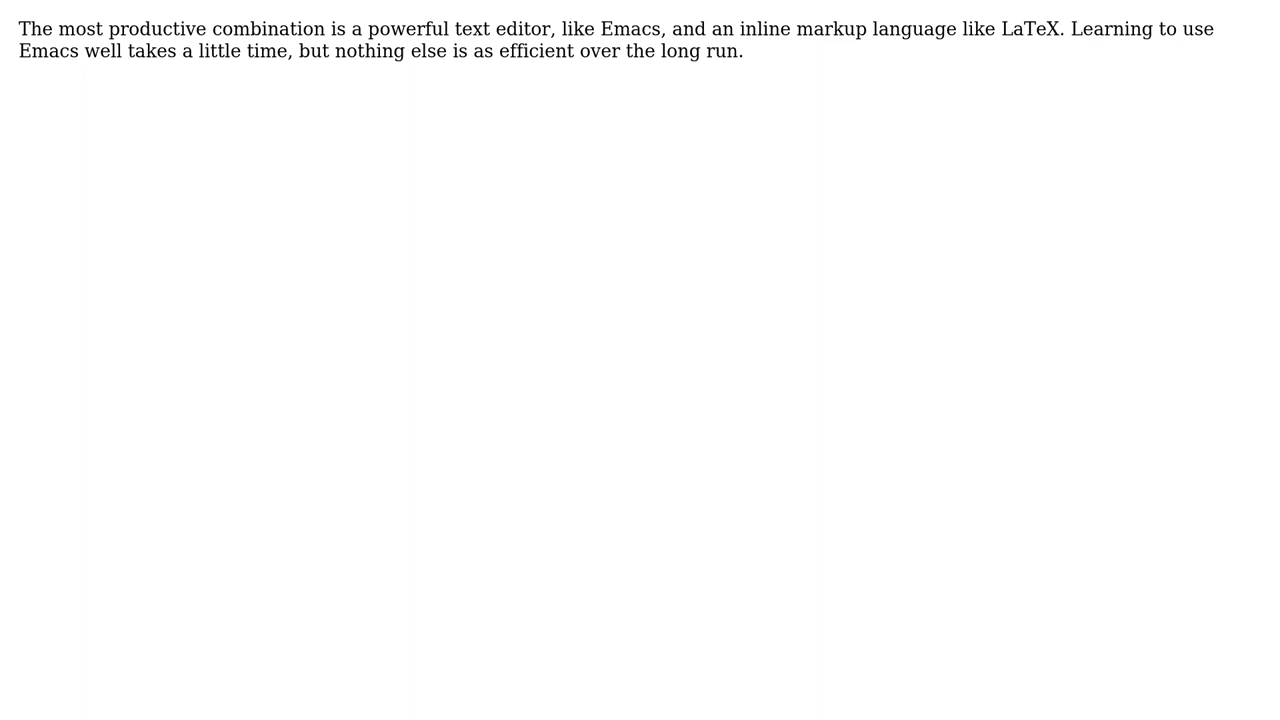 The most productive combination is a powerful text editor, like Emacs, and an inline markup language like LaTeX. Learning to use
Emacs well takes a little time, but nothing else is as efficient over the long run.